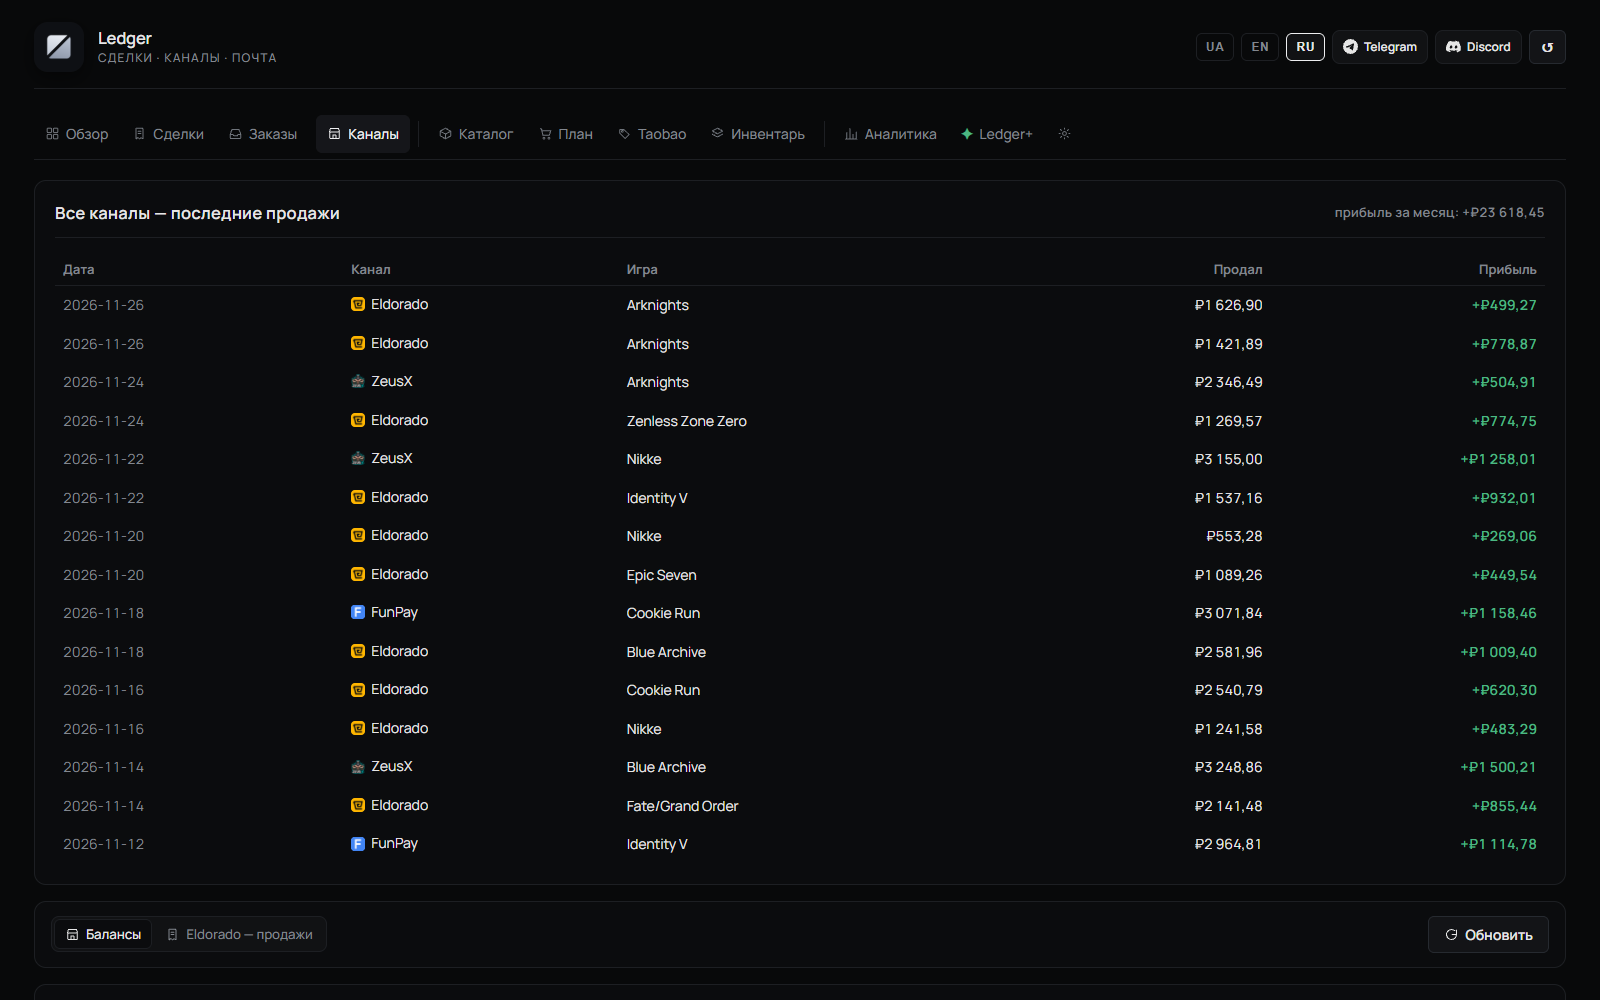 Ledger
СДЕЛКИ · КАНАЛЫ · ПОЧТА
UA EN RU Telegram Discord
Обзор Сделки Заказы Каналы Каталог План Taobao Инвентарь Аналитика Ledger+
Все каналы — последние продажи прибыль за месяц: +₽23 618,45
Дата Канал Игра Продал Прибыль
2026-11-26 Eldorado Arknights ₽1 626,90 +₽499,27
2026-11-26 Eldorado Arknights ₽1 421,89 +₽778,87
2026-11-24 ZeusX Arknights ₽2 346,49 +₽504,91
2026-11-24 Eldorado Zenless Zone Zero ₽1 269,57 +₽774,75
2026-11-22 ZeusX Nikke ₽3 155,00 +₽1 258,01
2026-11-22 Eldorado Identity V ₽1 537,16 +₽932,01
2026-11-20 Eldorado Nikke ₽553,28 +₽269,06
2026-11-20 Eldorado Epic Seven ₽1 089,26 +₽449,54
2026-11-18 FunPay Cookie Run ₽3 071,84 +₽1 158,46
2026-11-18 Eldorado Blue Archive ₽2 581,96 +₽1 009,40
2026-11-16 Eldorado Cookie Run ₽2 540,79 +₽620,30
2026-11-16 Eldorado Nikke ₽1 241,58 +₽483,29
2026-11-14 ZeusX Blue Archive ₽3 248,86 +₽1 500,21
2026-11-14 Eldorado Fate/Grand Order ₽2 141,48 +₽855,44
2026-11-12 FunPay Identity V ₽2 964,81 +₽1 114,78
Балансы Eldorado — продажи Обновить